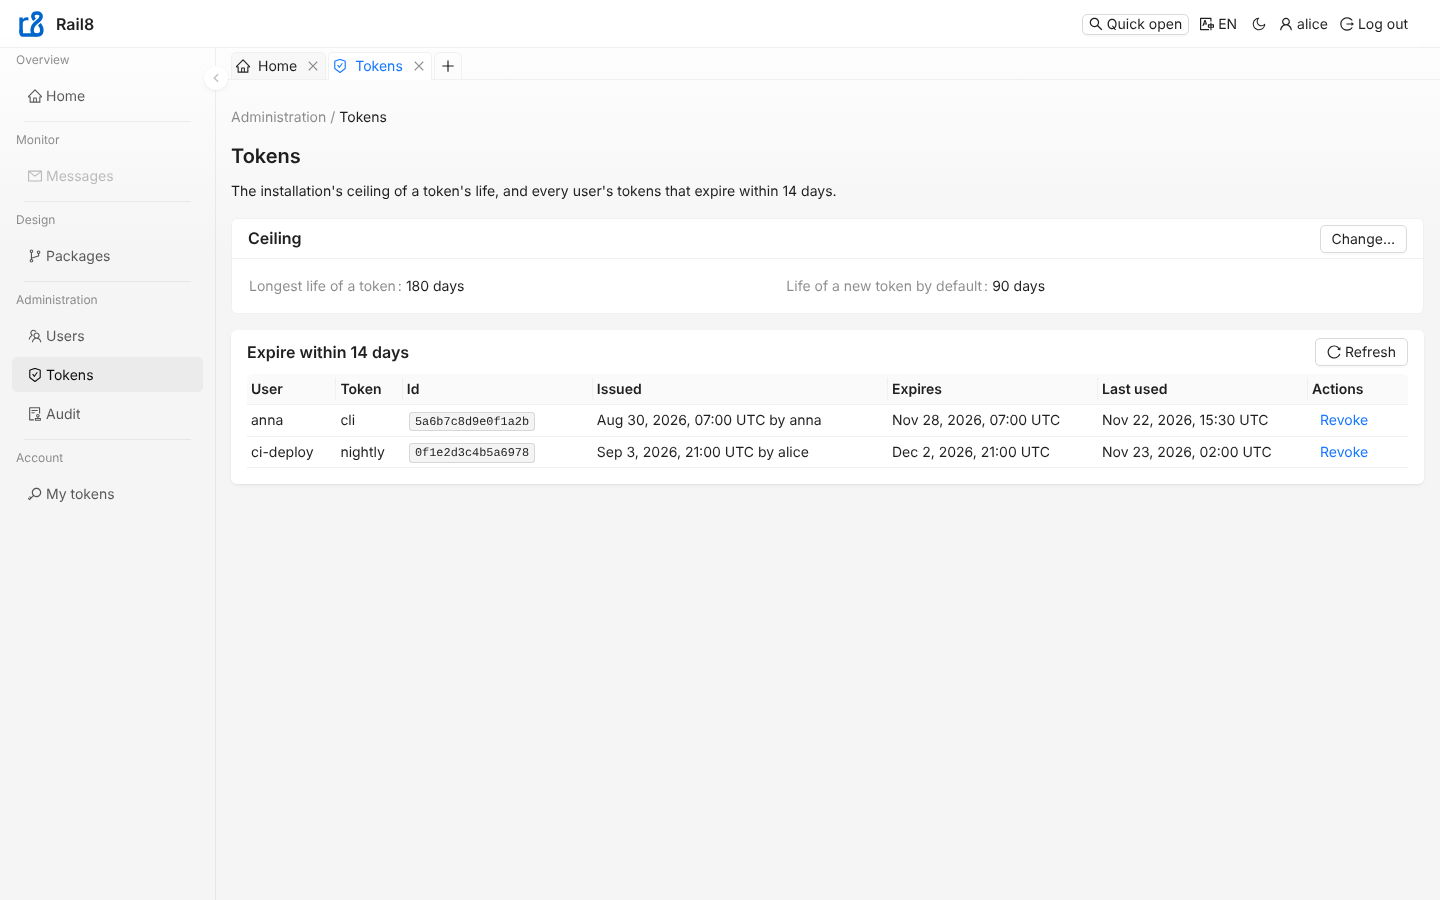 Rail8
Quick open
EN
alice
Log out
Overview
Home
Monitor
Messages
Design
Packages
Administration
Users
Tokens
Audit
Account
My tokens
Home
Tokens
Administration / Tokens
Tokens
The installation's ceiling of a token's life, and every user's tokens that expire within 14 days.
Ceiling
Change...
Longest life of a token: 180 days
Life of a new token by default: 90 days
Expire within 14 days
Refresh
User Token Id Issued Expires Last used Actions
anna cli 5a6b7c8d9e0f1a2b Aug 30, 2026, 07:00 UTC by anna Nov 28, 2026, 07:00 UTC Nov 22, 2026, 15:30 UTC Revoke
ci-deploy nightly 0f1e2d3c4b5a6978 Sep 3, 2026, 21:00 UTC by alice Dec 2, 2026, 21:00 UTC Nov 23, 2026, 02:00 UTC Revoke